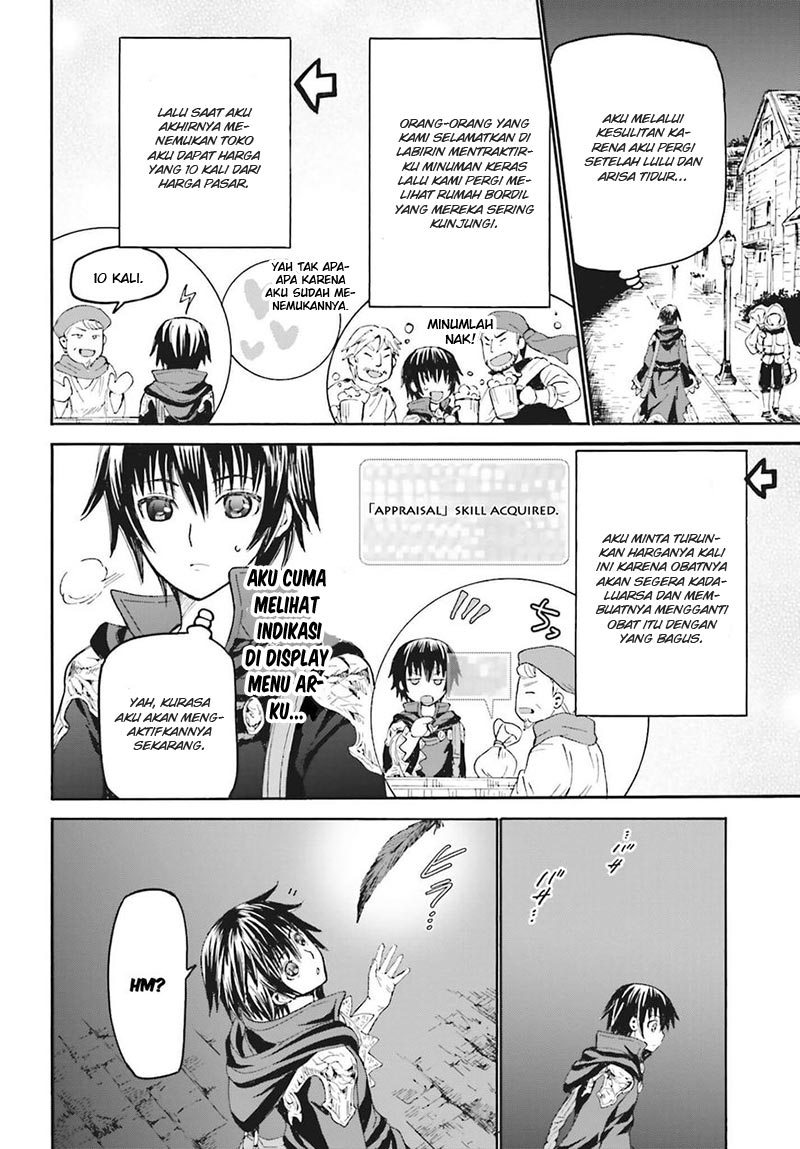 AKU MELALUI
KESULITAN KA-
RENA AKU PERGI
SETELAH LULU DAN
ARISA TIDUR...
ORANG-ORANG YANG
KAMI SELAMATKAN DI
LABIRIN MENTRAKTIR-
KU MINUMAN KERAS
LALU KAMI PERGI ME-
LIHAT RUMAH BORDIL
YANG MEREKA SERING
KUNJUNGI.
MINUMLAH
NAK!
YAH TAK APA-
APA KARENA
AKU SUDAH ME-
NEMUKANNYA.
LALU SAAT AKU
AKHIRNYA ME-
NEMUKAN TOKO
AKU DAPAT HARGA
YANG 10 KALI DARI
HARGA PASAR.
10 KALI.
AKU MINTA TURUN-
KAN HARGANYA KALI
INI KARENA OBATNYA
AKAN SEGERA KADA-
LUARSA DAN MEM-
BUATNYA MENGGANTI
OBAT ITU DENGAN
YANG BAGUS.
「APPRAISAL」 SKILL ACQUIRED.
ちっ
AKU CUMA
MELIHAT
INDIKASI
DI DISPLAY
MENU AR-
KU...
YAH, KURASA
AKU AKAN MENG-
AKTIFKANNYA
SEKARANG.
HM?